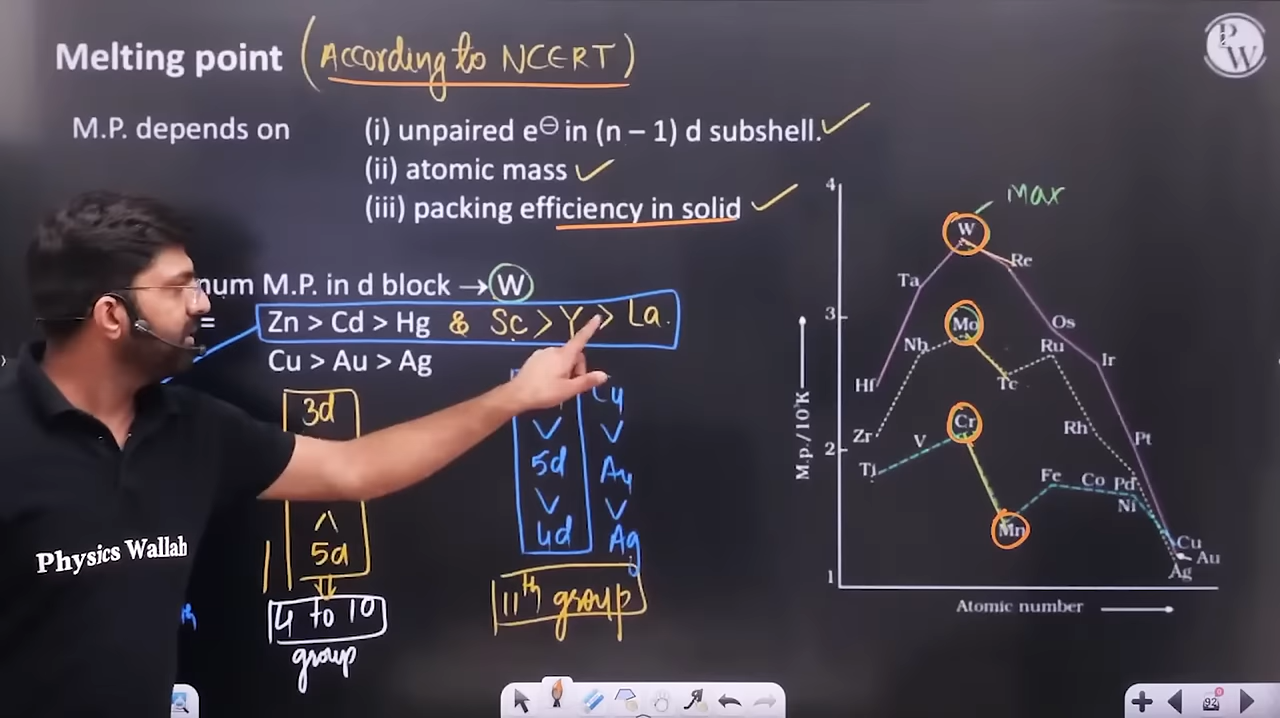 Melting point (According to NCERT)
M.P. depends on (i) unpaired e⊖ in (n – 1) d subshell.
(ii) atomic mass
(iii) packing efficiency in solid
num M.P. in d block → W
= Zn > Cd > Hg & Sc > Y > La.
Cu > Au > Ag
3d
<
5d
4 to 10
group
∨
5d
∨
4d
Cu
∨
Au
∨
Ag
11th group
Physics Wallah
PW
Max
4
3
2
1
M.p./10³K
W
Re
Ta
Os
Mo
Nb
Ru
Ir
Tc
Hf
Cr
Rh
Zr
V
Pt
Ti
Fe Co Pd
Ni
Mn
Cu
Au
Ag
Atomic number
92